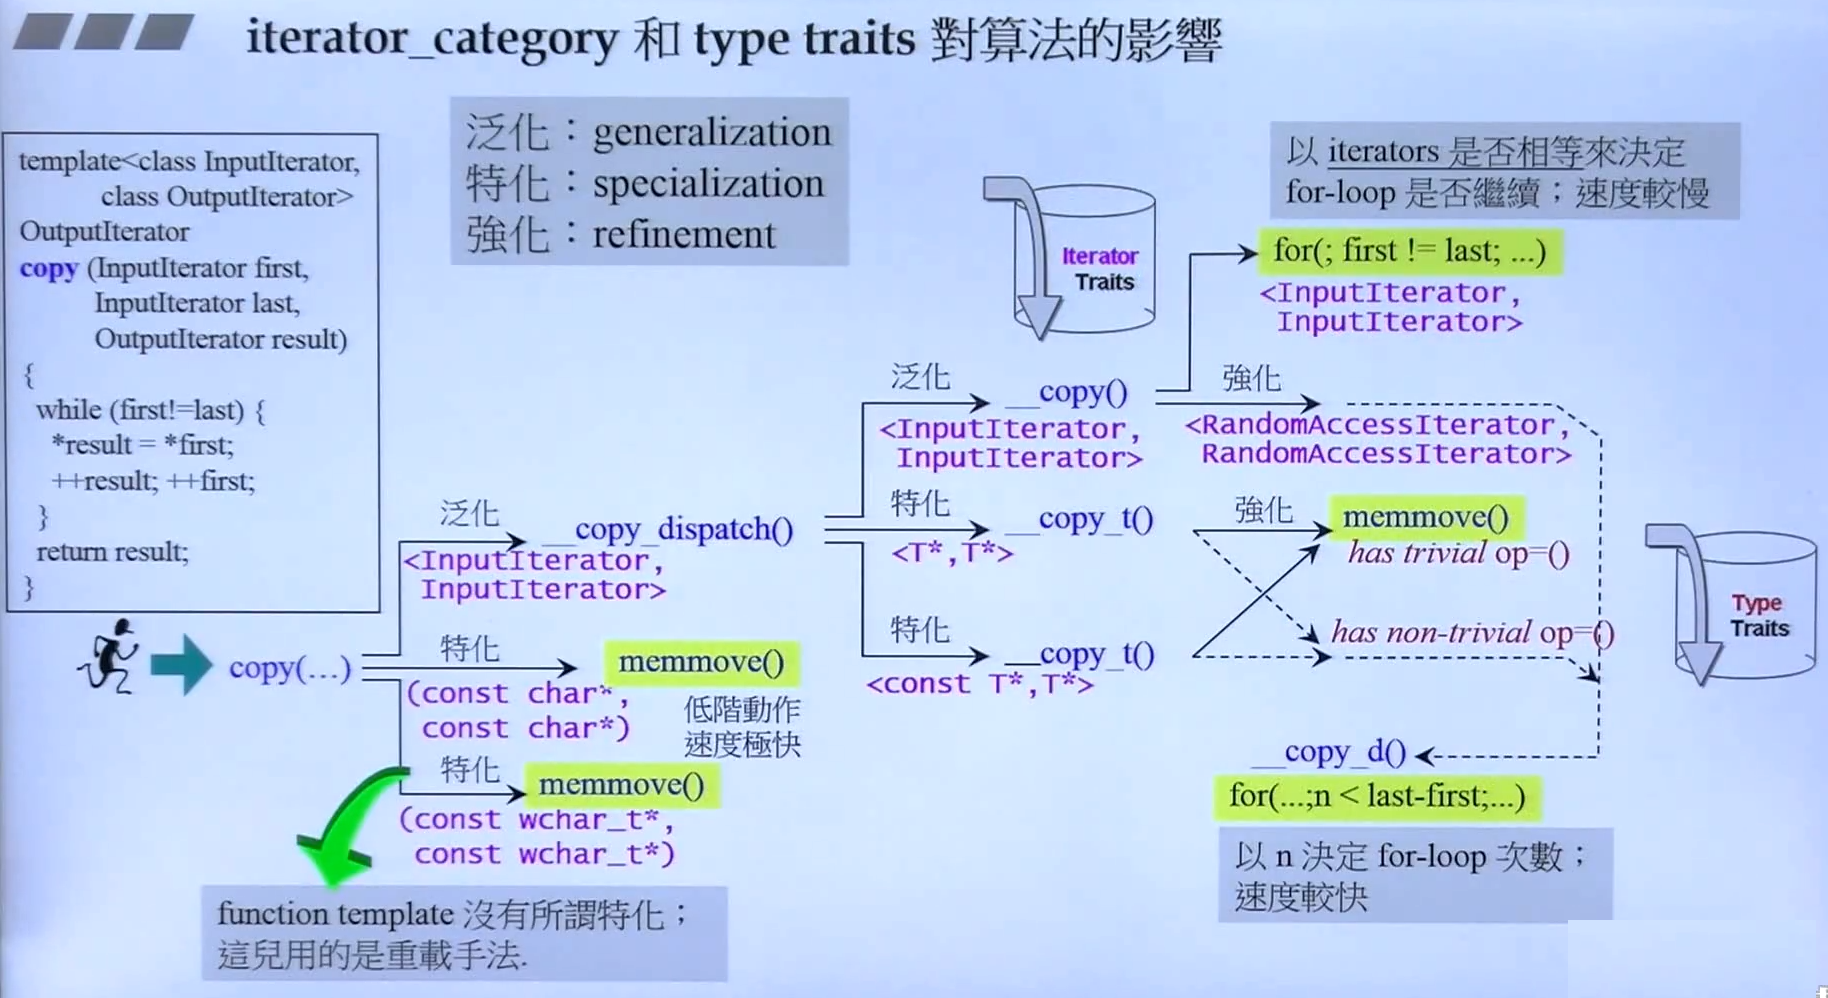 iterator_category 和 type traits 對算法的影響
template<class InputIterator,
class OutputIterator>
OutputIterator
copy (InputIterator first,
InputIterator last,
OutputIterator result)
{
while (first!=last) {
*result = *first;
++result; ++first;
}
return result;
}
泛化：generalization
特化：specialization
強化：refinement
Iterator
Traits
以 iterators 是否相等來決定
for-loop 是否繼續；速度較慢
for(; first != last; ...)
<InputIterator,
InputIterator>
泛化
__copy()
<InputIterator,
InputIterator>
強化
<RandomAccessIterator,
RandomAccessIterator>
特化
__copy_t()
<T*,T*>
強化
memmove()
has trivial op=()
特化
__copy_t()
<const T*,T*>
has non-trivial op=()
Type
Traits
泛化
__copy_dispatch()
<InputIterator,
InputIterator>
copy(…)
特化
memmove()
(const char*,
const char*)
低階動作
速度極快
特化
memmove()
(const wchar_t*,
const wchar_t*)
__copy_d()
for(...;n < last-first;...)
以 n 決定 for-loop 次數；
速度較快
function template 沒有所謂特化；
這兒用的是重載手法.